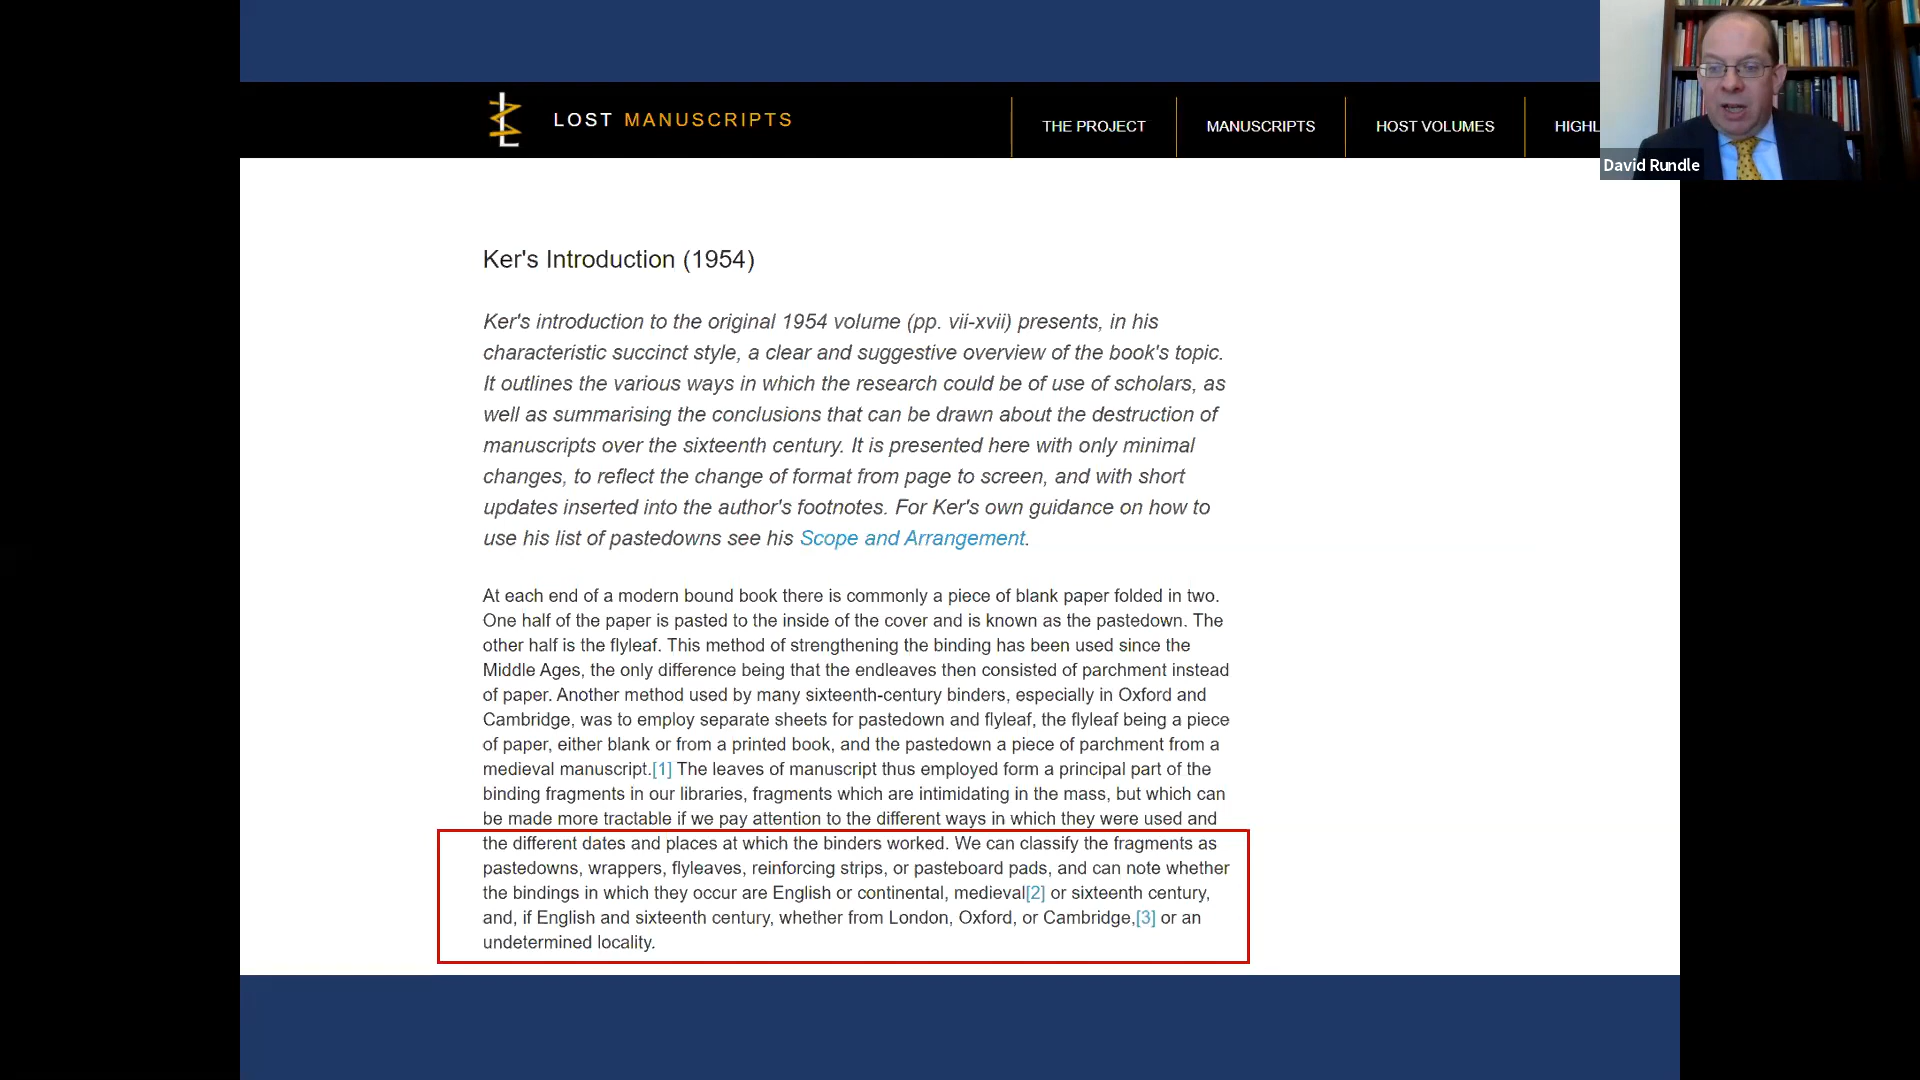 LOST MANUSCRIPTS
THE PROJECT
MANUSCRIPTS
HOST VOLUMES
HIGHL
David Rundle
Ker's Introduction (1954)
Ker's introduction to the original 1954 volume (pp. vii-xvii) presents, in his
characteristic succinct style, a clear and suggestive overview of the book's topic.
It outlines the various ways in which the research could be of use of scholars, as
well as summarising the conclusions that can be drawn about the destruction of
manuscripts over the sixteenth century. It is presented here with only minimal
changes, to reflect the change of format from page to screen, and with short
updates inserted into the author's footnotes. For Ker's own guidance on how to
use his list of pastedowns see his Scope and Arrangement.
At each end of a modern bound book there is commonly a piece of blank paper folded in two.
One half of the paper is pasted to the inside of the cover and is known as the pastedown. The
other half is the flyleaf. This method of strengthening the binding has been used since the
Middle Ages, the only difference being that the endleaves then consisted of parchment instead
of paper. Another method used by many sixteenth-century binders, especially in Oxford and
Cambridge, was to employ separate sheets for pastedown and flyleaf, the flyleaf being a piece
of paper, either blank or from a printed book, and the pastedown a piece of parchment from a
medieval manuscript.[1] The leaves of manuscript thus employed form a principal part of the
binding fragments in our libraries, fragments which are intimidating in the mass, but which can
be made more tractable if we pay attention to the different ways in which they were used and
the different dates and places at which the binders worked. We can classify the fragments as
pastedowns, wrappers, flyleaves, reinforcing strips, or pasteboard pads, and can note whether
the bindings in which they occur are English or continental, medieval[2] or sixteenth century,
and, if English and sixteenth century, whether from London, Oxford, or Cambridge,[3] or an
undetermined locality.